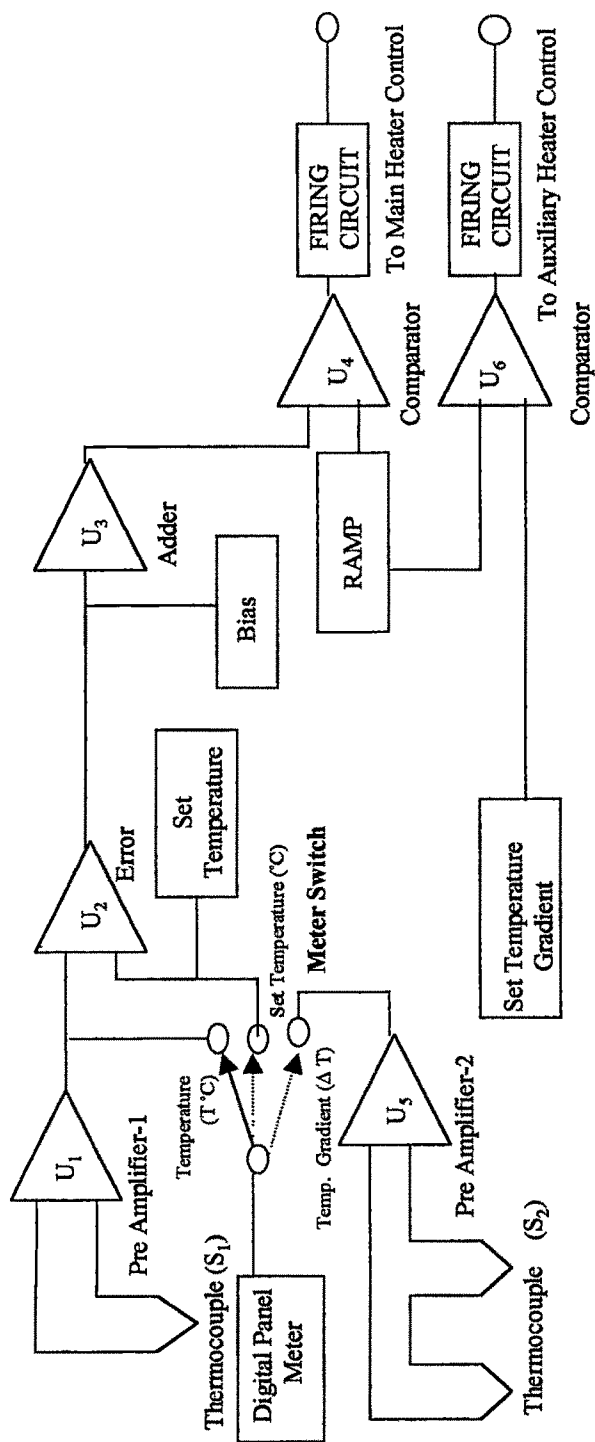 U₁
Pre Amplifier-1
Thermocouple (S₁)
Digital Panel
Meter
Temperature
(T °C)
Set Temperature (°C)
Temp. Gradient (Δ T)
Meter Switch
U₂
Error
Set
Temperature
Bias
U₃
Adder
RAMP
U₄
Comparator
FIRING
CIRCUIT
To Main Heater Control
U₅
Pre Amplifier-2
Thermocouple (S₂)
Set Temperature
Gradient
U₆
Comparator
FIRING
CIRCUIT
To Auxiliary Heater Control